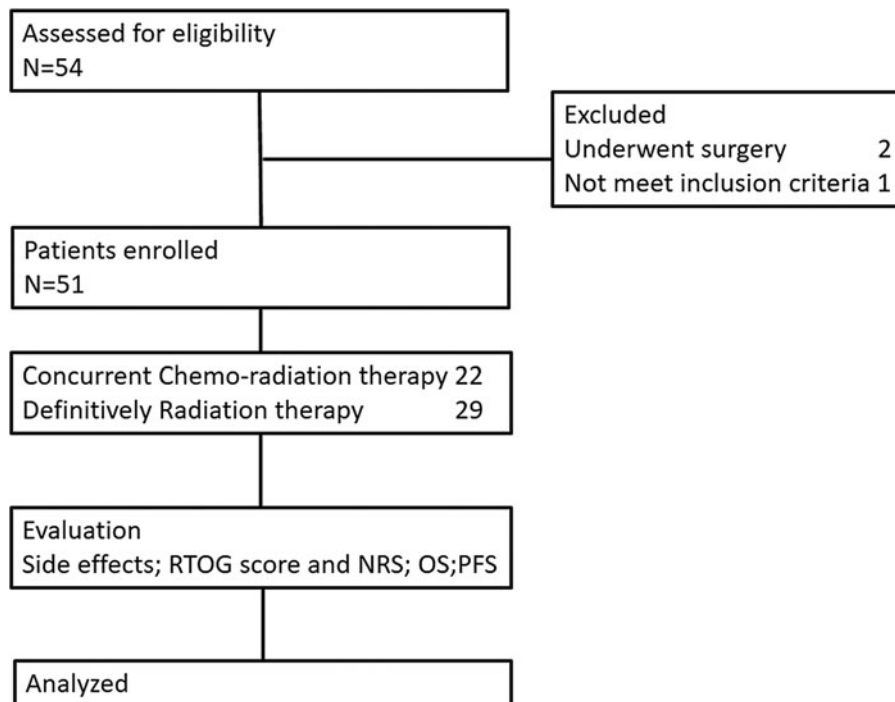 Assessed for eligibility
N=54
Excluded
Underwent surgery 2
Not meet inclusion criteria 1
Patients enrolled
N=51
Concurrent Chemo-radiation therapy 22
Definitively Radiation therapy 29
Evaluation
Side effects; RTOG score and NRS; OS;PFS
Analyzed